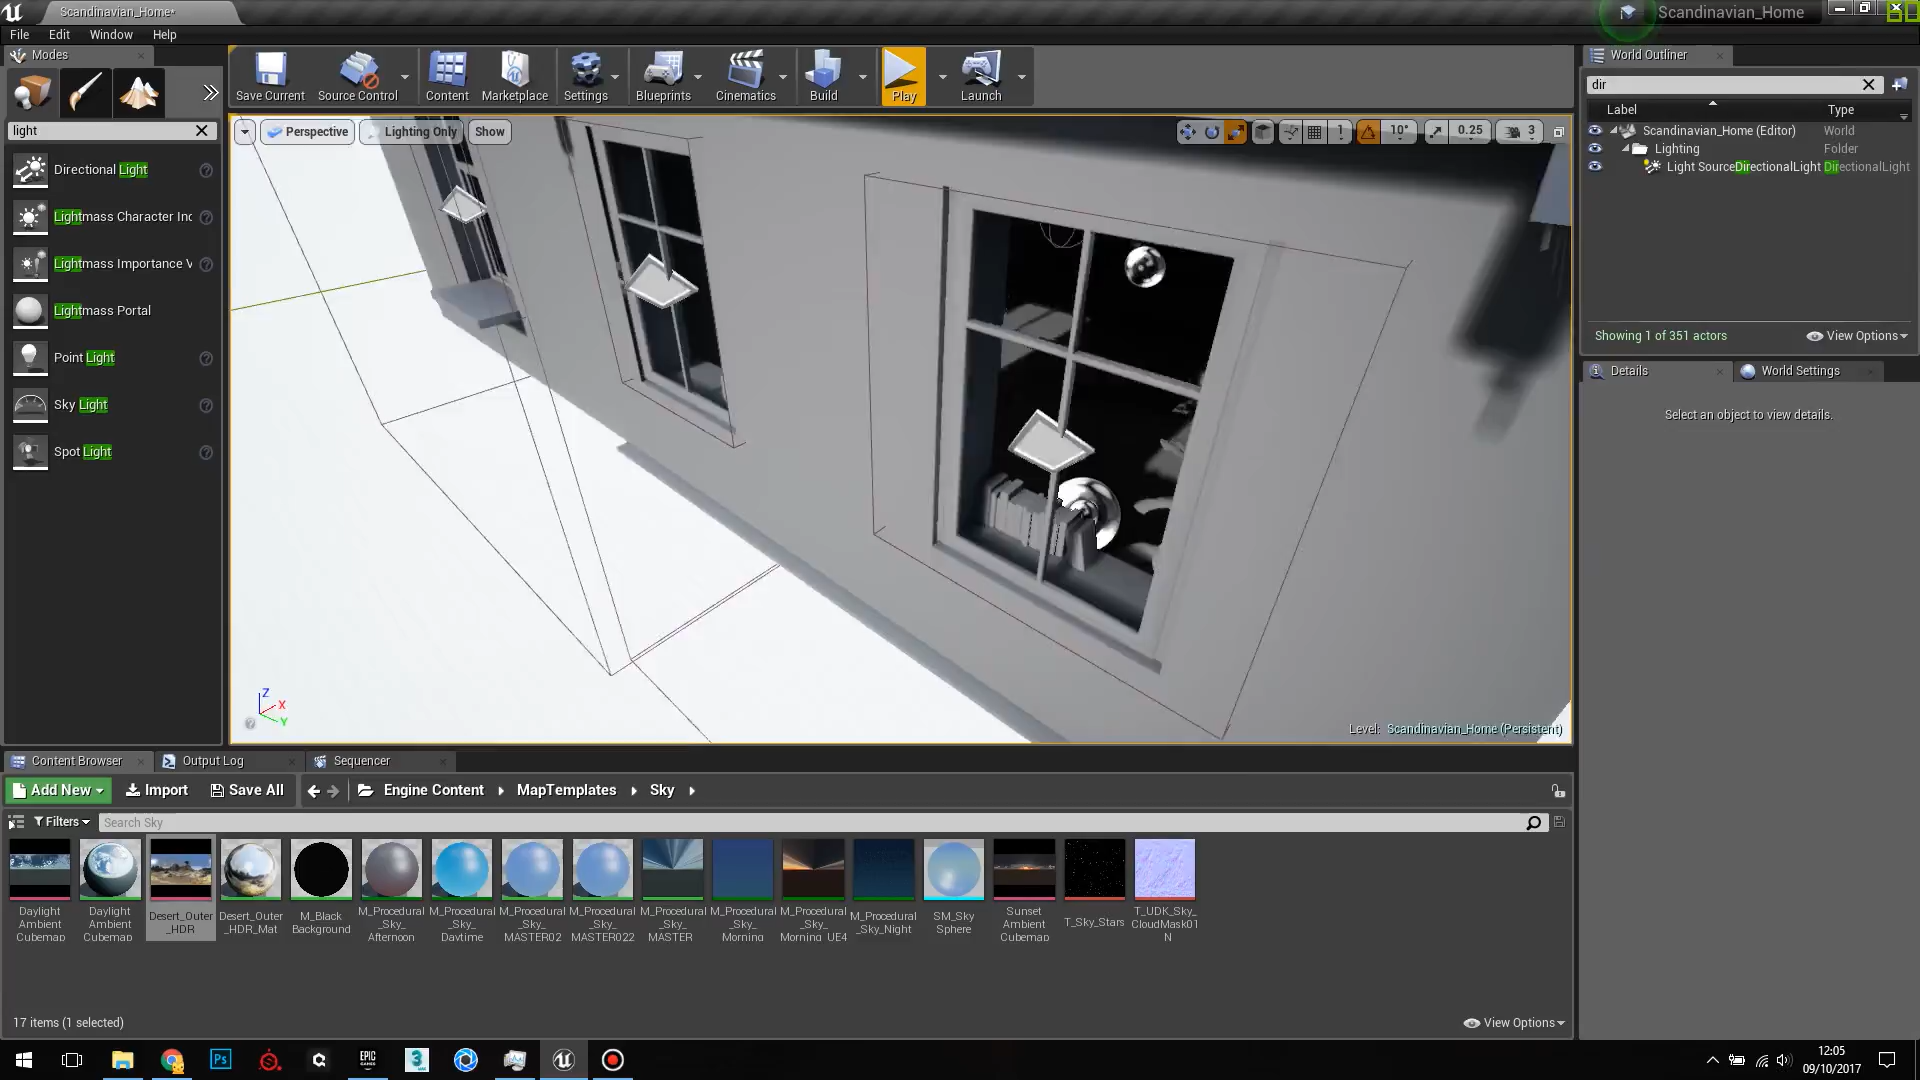 Scandinavian_Home*
Scandinavian_Home
File Edit Window Help
Modes
light
Directional Light
Lightmass Character Inc
Lightmass Importance V
Lightmass Portal
Point Light
Sky Light
Spot Light
Save Current
Source Control
Content
Marketplace
Settings
Blueprints
Cinematics
Build
Play
Launch
Perspective
Lighting Only
Show
1
10°
0.25
3
Z
X
Y
Level: Scandinavian_Home (Persistent)
World Outliner
dir
Label Type
Scandinavian_Home (Editor) World
Lighting Folder
Light SourceDirectionalLight DirectionalLight
Showing 1 of 351 actors
View Options
Details
World Settings
Select an object to view details.
Content Browser
Output Log
Sequencer
Add New
Import
Save All
Engine Content
MapTemplates
Sky
Filters
Search Sky
Daylight
Ambient
Cubemap
Daylight
Ambient
Cubemap
Desert_Outer
_HDR
Desert_Outer
_HDR_Mat
M_Black
Background
M_Procedural
_Sky_
Afternoon
M_Procedural
_Sky_
Daytime
M_Procedural
_Sky_
MASTER02
M_Procedural
_Sky_
MASTER022
M_Procedural
_Sky_
MASTER
M_Procedural
_Sky_
Morning
M_Procedural
_Sky_
Morning_UE4
M_Procedural
_Sky_Night
SM_Sky
Sphere
Sunset
Ambient
Cubemap
T_Sky_Stars
T_UDK_Sky_
CloudMask01
N
17 items (1 selected)
View Options
Ps
EPIC
GAMES
3
12:05
09/10/2017